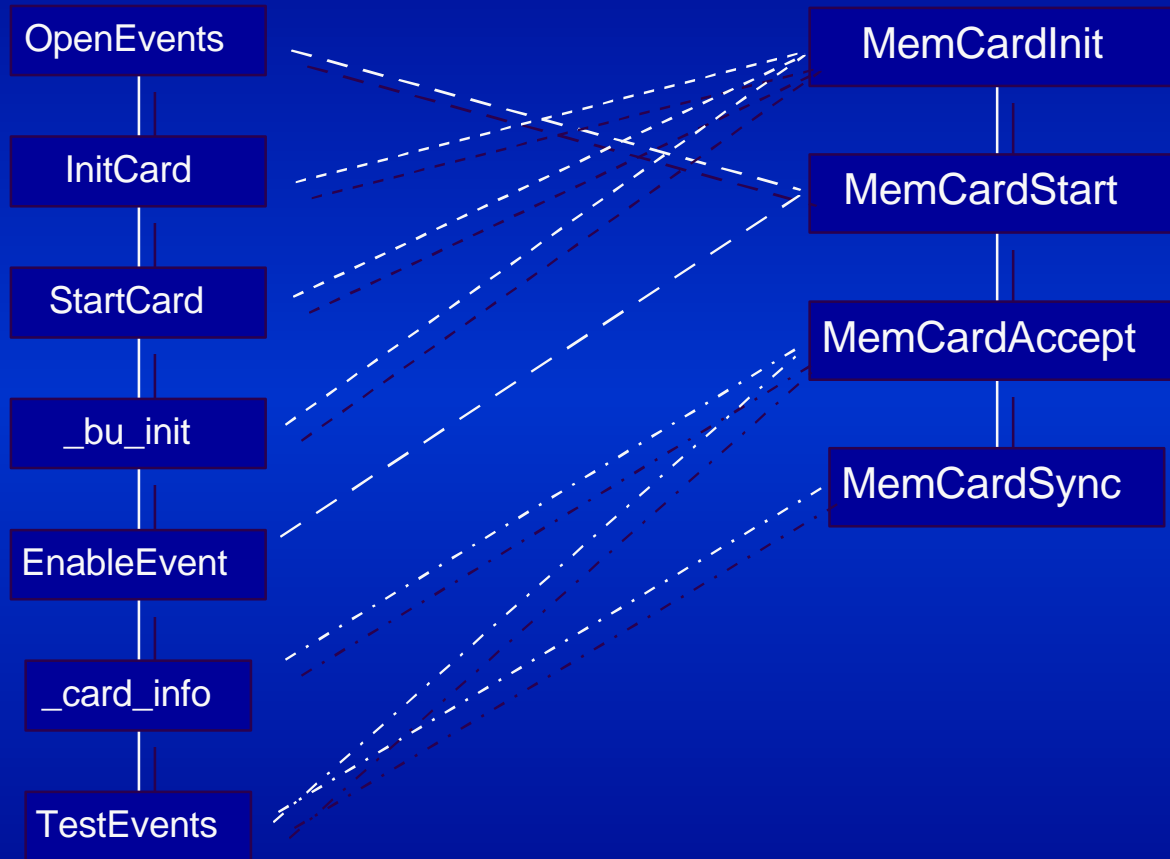 OpenEvents
InitCard
StartCard
_bu_init
EnableEvent
_card_info
TestEvents
MemCardInit
MemCardStart
MemCardAccept
MemCardSync